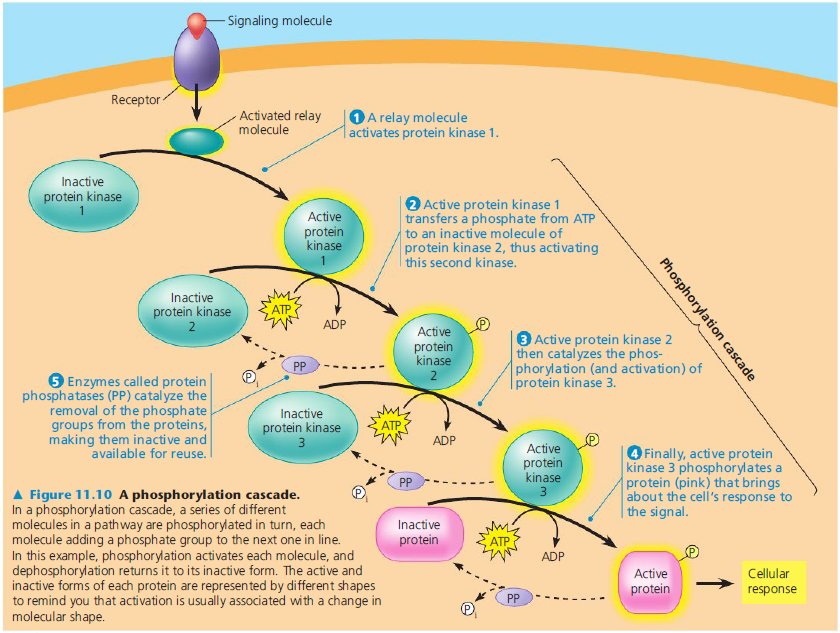 Signaling molecule
Receptor
Activated relay
molecule
1 A relay molecule
activates protein kinase 1.
Inactive
protein kinase
1
Active
protein
kinase
1
2 Active protein kinase 1
transfers a phosphate from ATP
to an inactive molecule of
protein kinase 2, thus activating
this second kinase.
Phosphorylation cascade
Inactive
protein kinase
2
ATP
ADP
Active
protein
kinase
2
P
3 Active protein kinase 2
then catalyzes the phos-
phorylation (and activation) of
protein kinase 3.
PP
P i
5 Enzymes called protein
phosphatases (PP) catalyze the
removal of the phosphate
groups from the proteins,
making them inactive and
available for reuse.
Inactive
protein kinase
3
ATP
ADP
Active
protein
kinase
3
P
4 Finally, active protein
kinase 3 phosphorylates a
protein (pink) that brings
about the cell's response to
the signal.
PP
P i
Inactive
protein
ATP
ADP
Active
protein
P
Cellular
response
PP
P i
▲ Figure 11.10 A phosphorylation cascade.
In a phosphorylation cascade, a series of different
molecules in a pathway are phosphorylated in turn, each
molecule adding a phosphate group to the next one in line.
In this example, phosphorylation activates each molecule, and
dephosphorylation returns it to its inactive form. The active and
inactive forms of each protein are represented by different shapes
to remind you that activation is usually associated with a change in
molecular shape.